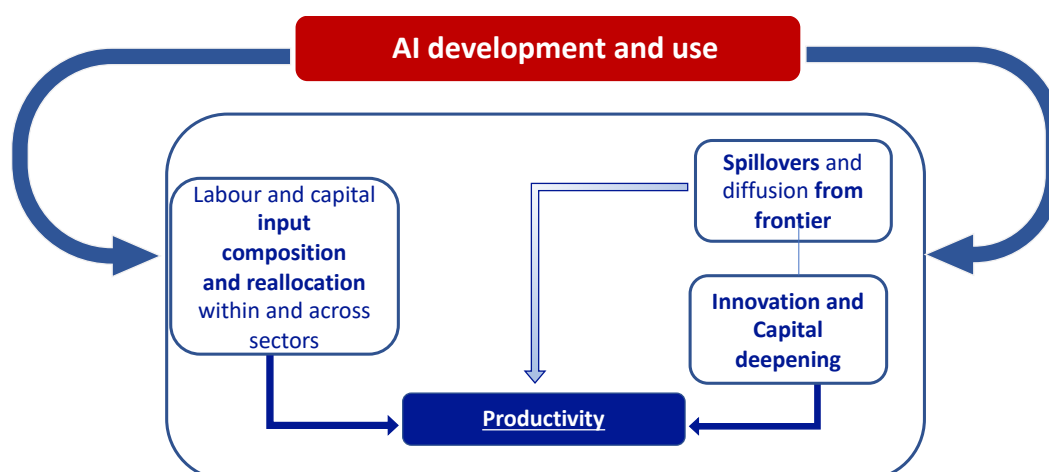 AI development and use
Labour and capital
input
composition
and reallocation
within and across
sectors
Spillovers and
diffusion from
frontier
Innovation and
Capital
deepening
Productivity